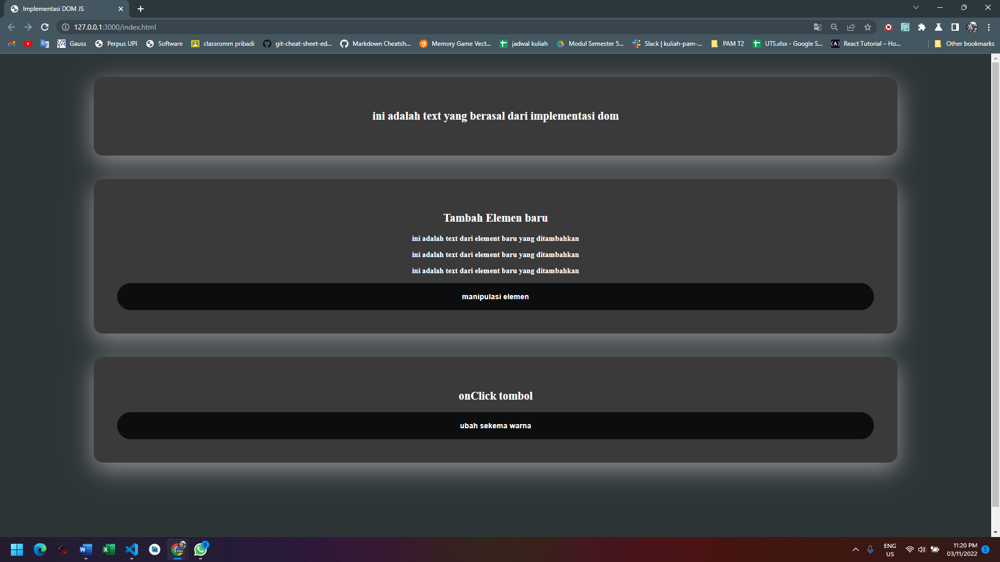 Implementasi DOM JS
127.0.0.1:3000/index.html
Gauss
Perpus UPI
Software
classromm pribadi
git-cheat-sheet-ed...
Markdown Cheatsh...
Memory Game Vect...
jadwal kuliah
Modul Semester 5...
Slack | kuliah-pam-...
PAM T2
UTS.xlsx - Google S...
React Tutorial – Ho...
Other bookmarks
ini adalah text yang berasal dari implementasi dom
Tambah Elemen baru
ini adalah text dari element baru yang ditambahkan
ini adalah text dari element baru yang ditambahkan
ini adalah text dari element baru yang ditambahkan
manipulasi elemen
onClick tombol
ubah sekema warna
Dev
9
ENG
US
11:20 PM
03/11/2022
5